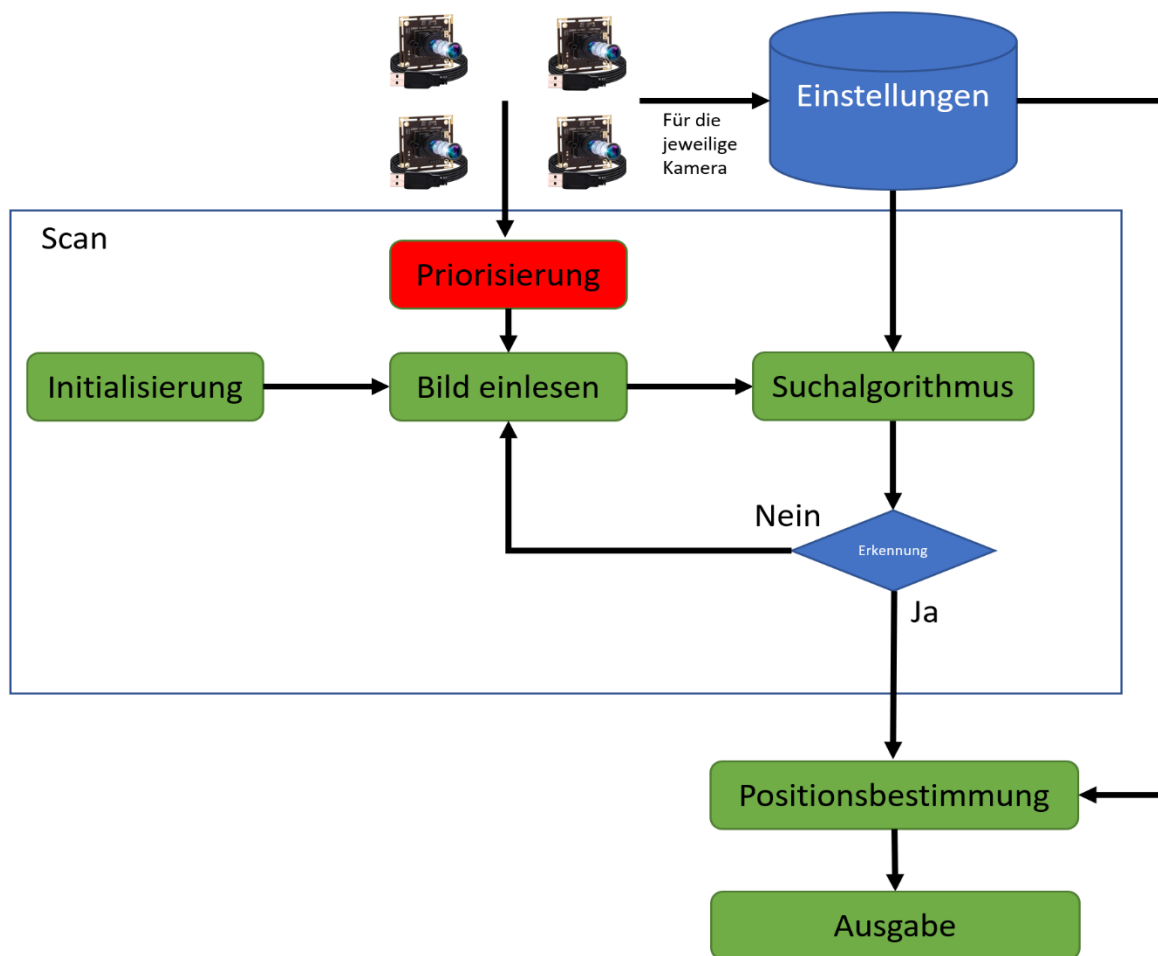 Einstellungen
Für die
jeweilige
Kamera
Scan
Priorisierung
Initialisierung
Bild einlesen
Suchalgorithmus
Nein
Erkennung
Ja
Positionsbestimmung
Ausgabe